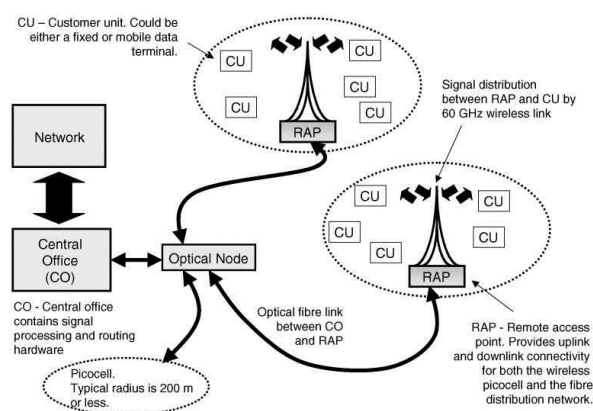 CU – Customer unit. Could be
either a fixed or mobile data
terminal.
CU
CU
CU
CU
CU
RAP
Signal distribution
between RAP and CU by
60 GHz wireless link
Network
Central
Office
(CO)
Optical Node
CU
CU
CU
CU
CU
RAP
CO - Central office
contains signal
processing and routing
hardware
Optical fibre link
between CO
and RAP
Picocell.
Typical radius is 200 m
or less.
RAP - Remote access
point. Provides uplink
and downlink connectivity
for both the wireless
picocell and the fibre
distribution network.